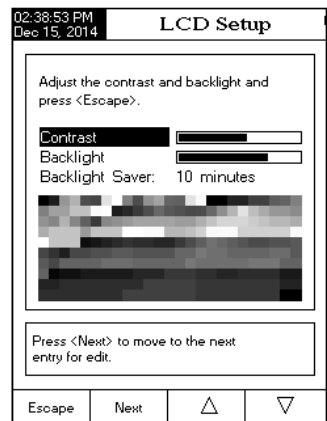 02:38:53 PM
Dec 15, 2014
LCD Setup
Adjust the contrast and backlight and
press <Escape>.
Contrast
Backlight
Backlight Saver: 10 minutes
Press <Next> to move to the next
entry for edit.
Escape Next △ ▽